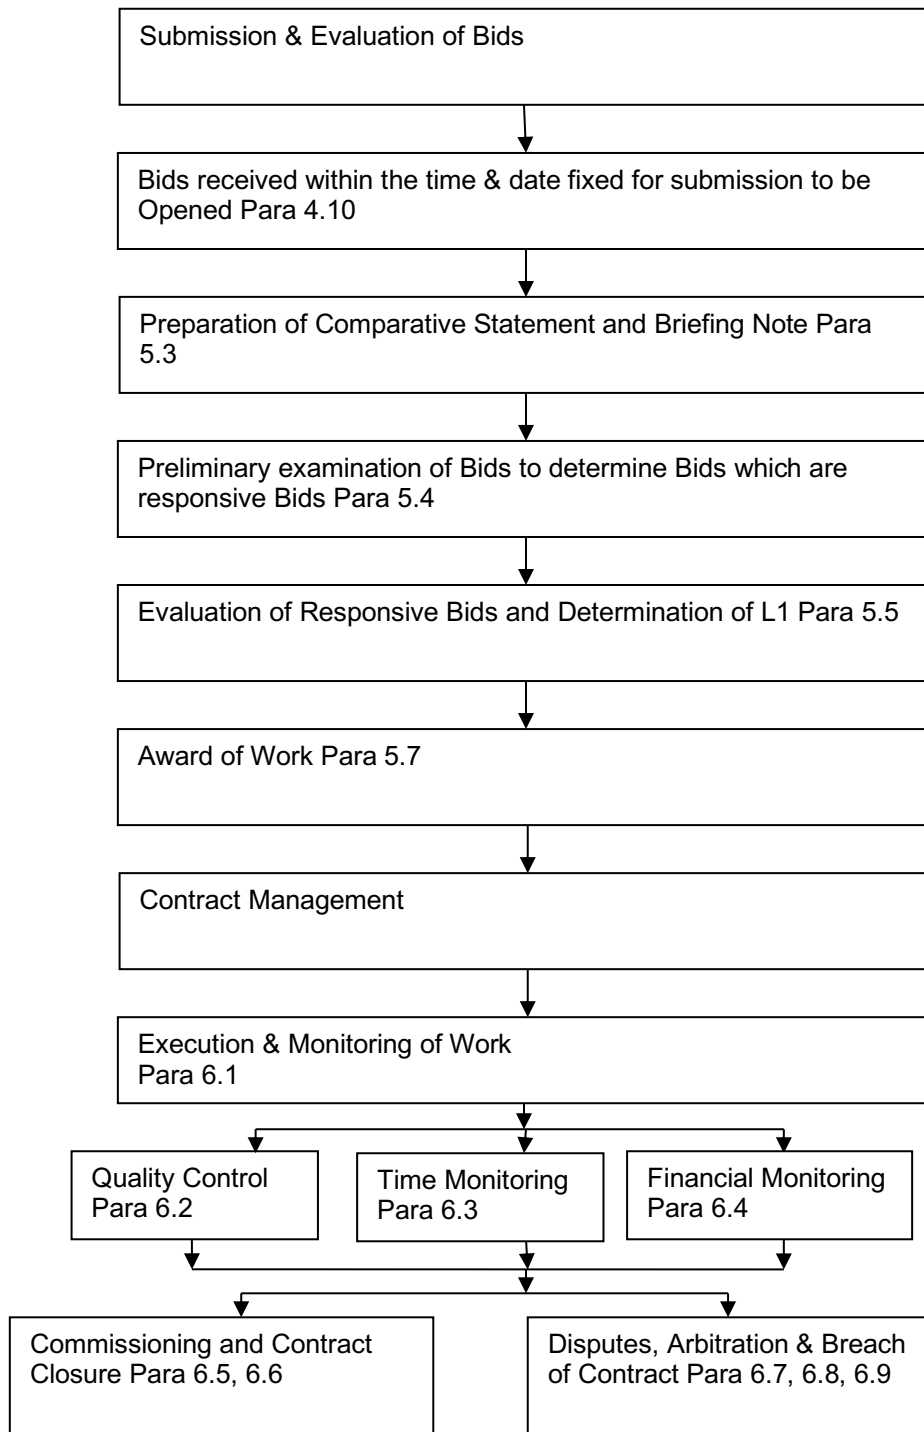 Submission & Evaluation of Bids
Bids received within the time & date fixed for submission to be
Opened Para 4.10
Preparation of Comparative Statement and Briefing Note Para
5.3
Preliminary examination of Bids to determine Bids which are
responsive Bids Para 5.4
Evaluation of Responsive Bids and Determination of L1 Para 5.5
Award of Work Para 5.7
Contract Management
Execution & Monitoring of Work
Para 6.1
Quality Control
Para 6.2
Time Monitoring
Para 6.3
Financial Monitoring
Para 6.4
Commissioning and Contract
Closure Para 6.5, 6.6
Disputes, Arbitration & Breach
of Contract Para 6.7, 6.8, 6.9